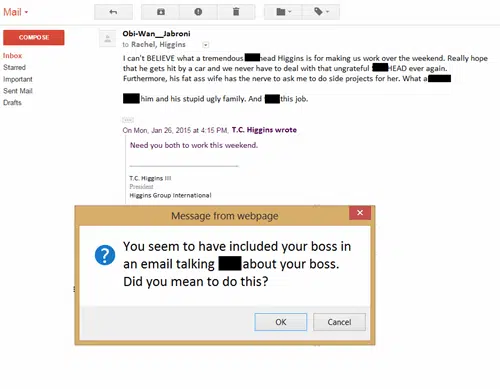 Mail
COMPOSE
Inbox
Starred
Important
Sent Mail
Drafts
Obi-Wan__Jabroni
to Rachel, Higgins
I can't BELIEVE what a tremendous head Higgins is for making us work over the weekend. Really hope
that he gets hit by a car and we never have to deal with that ungrateful HEAD ever again.
Furthermore, his fat ass wife has the nerve to ask me to do side projects for her. What a
him and his stupid ugly family. And this job.
On Mon, Jan 26, 2015 at 4:15 PM, T.C. Higgins wrote
Need you both to work this weekend.
T.C. Higgins III
President
Higgins Group International
Message from webpage
You seem to have included your boss in
an email talking about your boss.
Did you mean to do this?
OK
Cancel